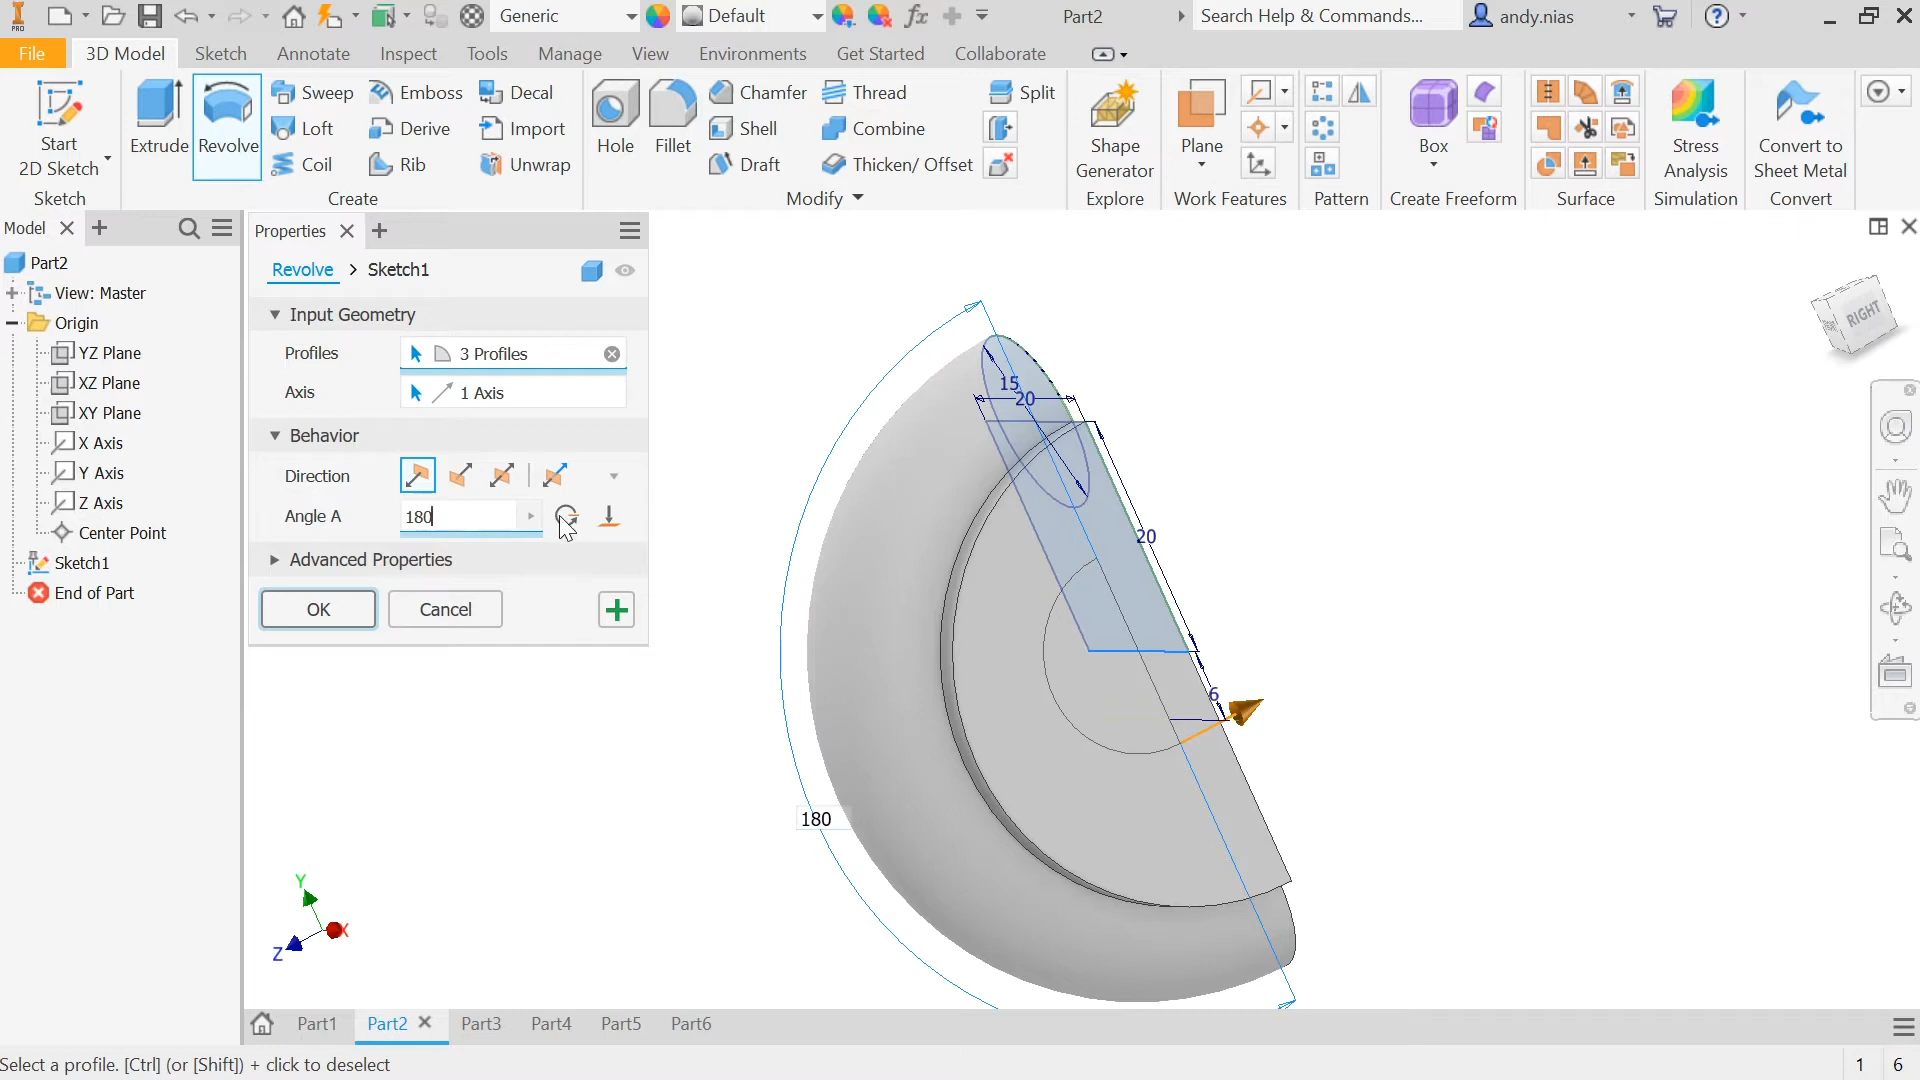 PRO
Generic
Default
fx
Part2
Search Help & Commands...
andy.nias
File
3D Model
Sketch
Annotate
Inspect
Tools
Manage
View
Environments
Get Started
Collaborate
Start
2D Sketch
Extrude
Revolve
Sweep
Loft
Coil
Emboss
Derive
Rib
Decal
Import
Unwrap
Hole
Fillet
Chamfer
Shell
Draft
Thread
Combine
Thicken/ Offset
Split
Shape
Generator
Plane
Box
Stress
Analysis
Convert to
Sheet Metal
Sketch
Create
Modify
Explore
Work Features
Pattern
Create Freeform
Surface
Simulation
Convert
Model
Part2
View: Master
Origin
YZ Plane
XZ Plane
XY Plane
X Axis
Y Axis
Z Axis
Center Point
Sketch1
End of Part
Properties
Revolve > Sketch1
Input Geometry
Profiles
3 Profiles
Axis
1 Axis
Behavior
Direction
Angle A
180
Advanced Properties
OK
Cancel
15
20
20
6
180
RIGHT
Y
X
Z
Part1
Part2
Part3
Part4
Part5
Part6
Select a profile. [Ctrl] (or [Shift]) + click to deselect
1
6